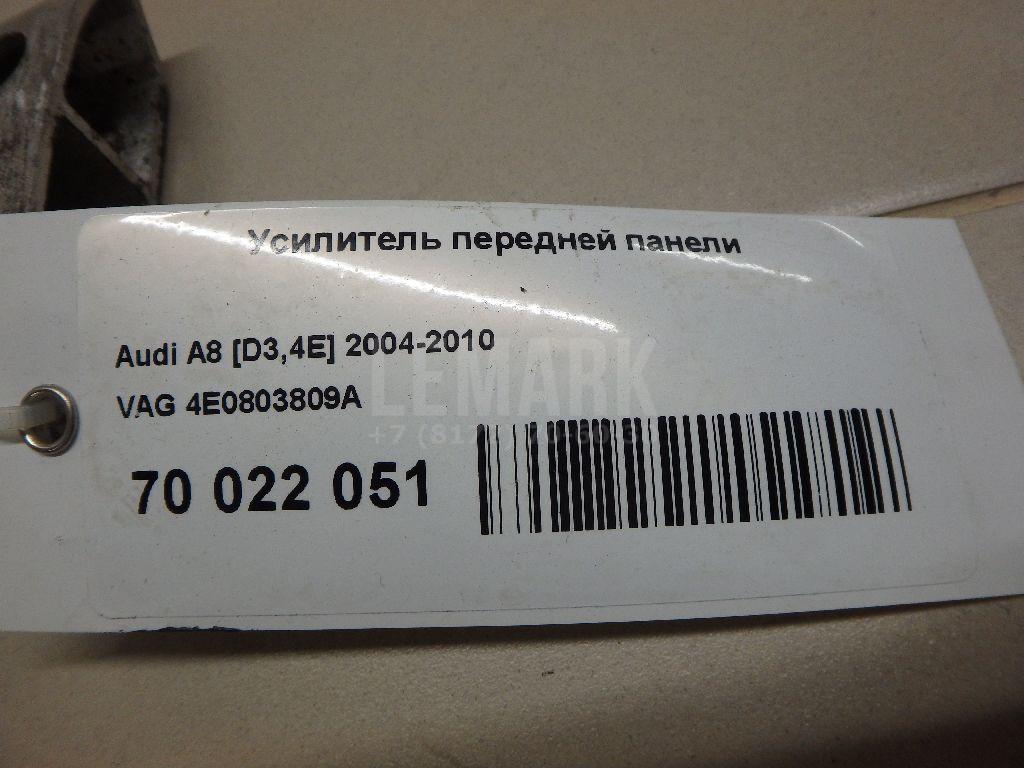 Усилитель передней панели
Audi A8 [D3,4E] 2004-2010
VAG 4E0803809A
LEMARK
70 022 051